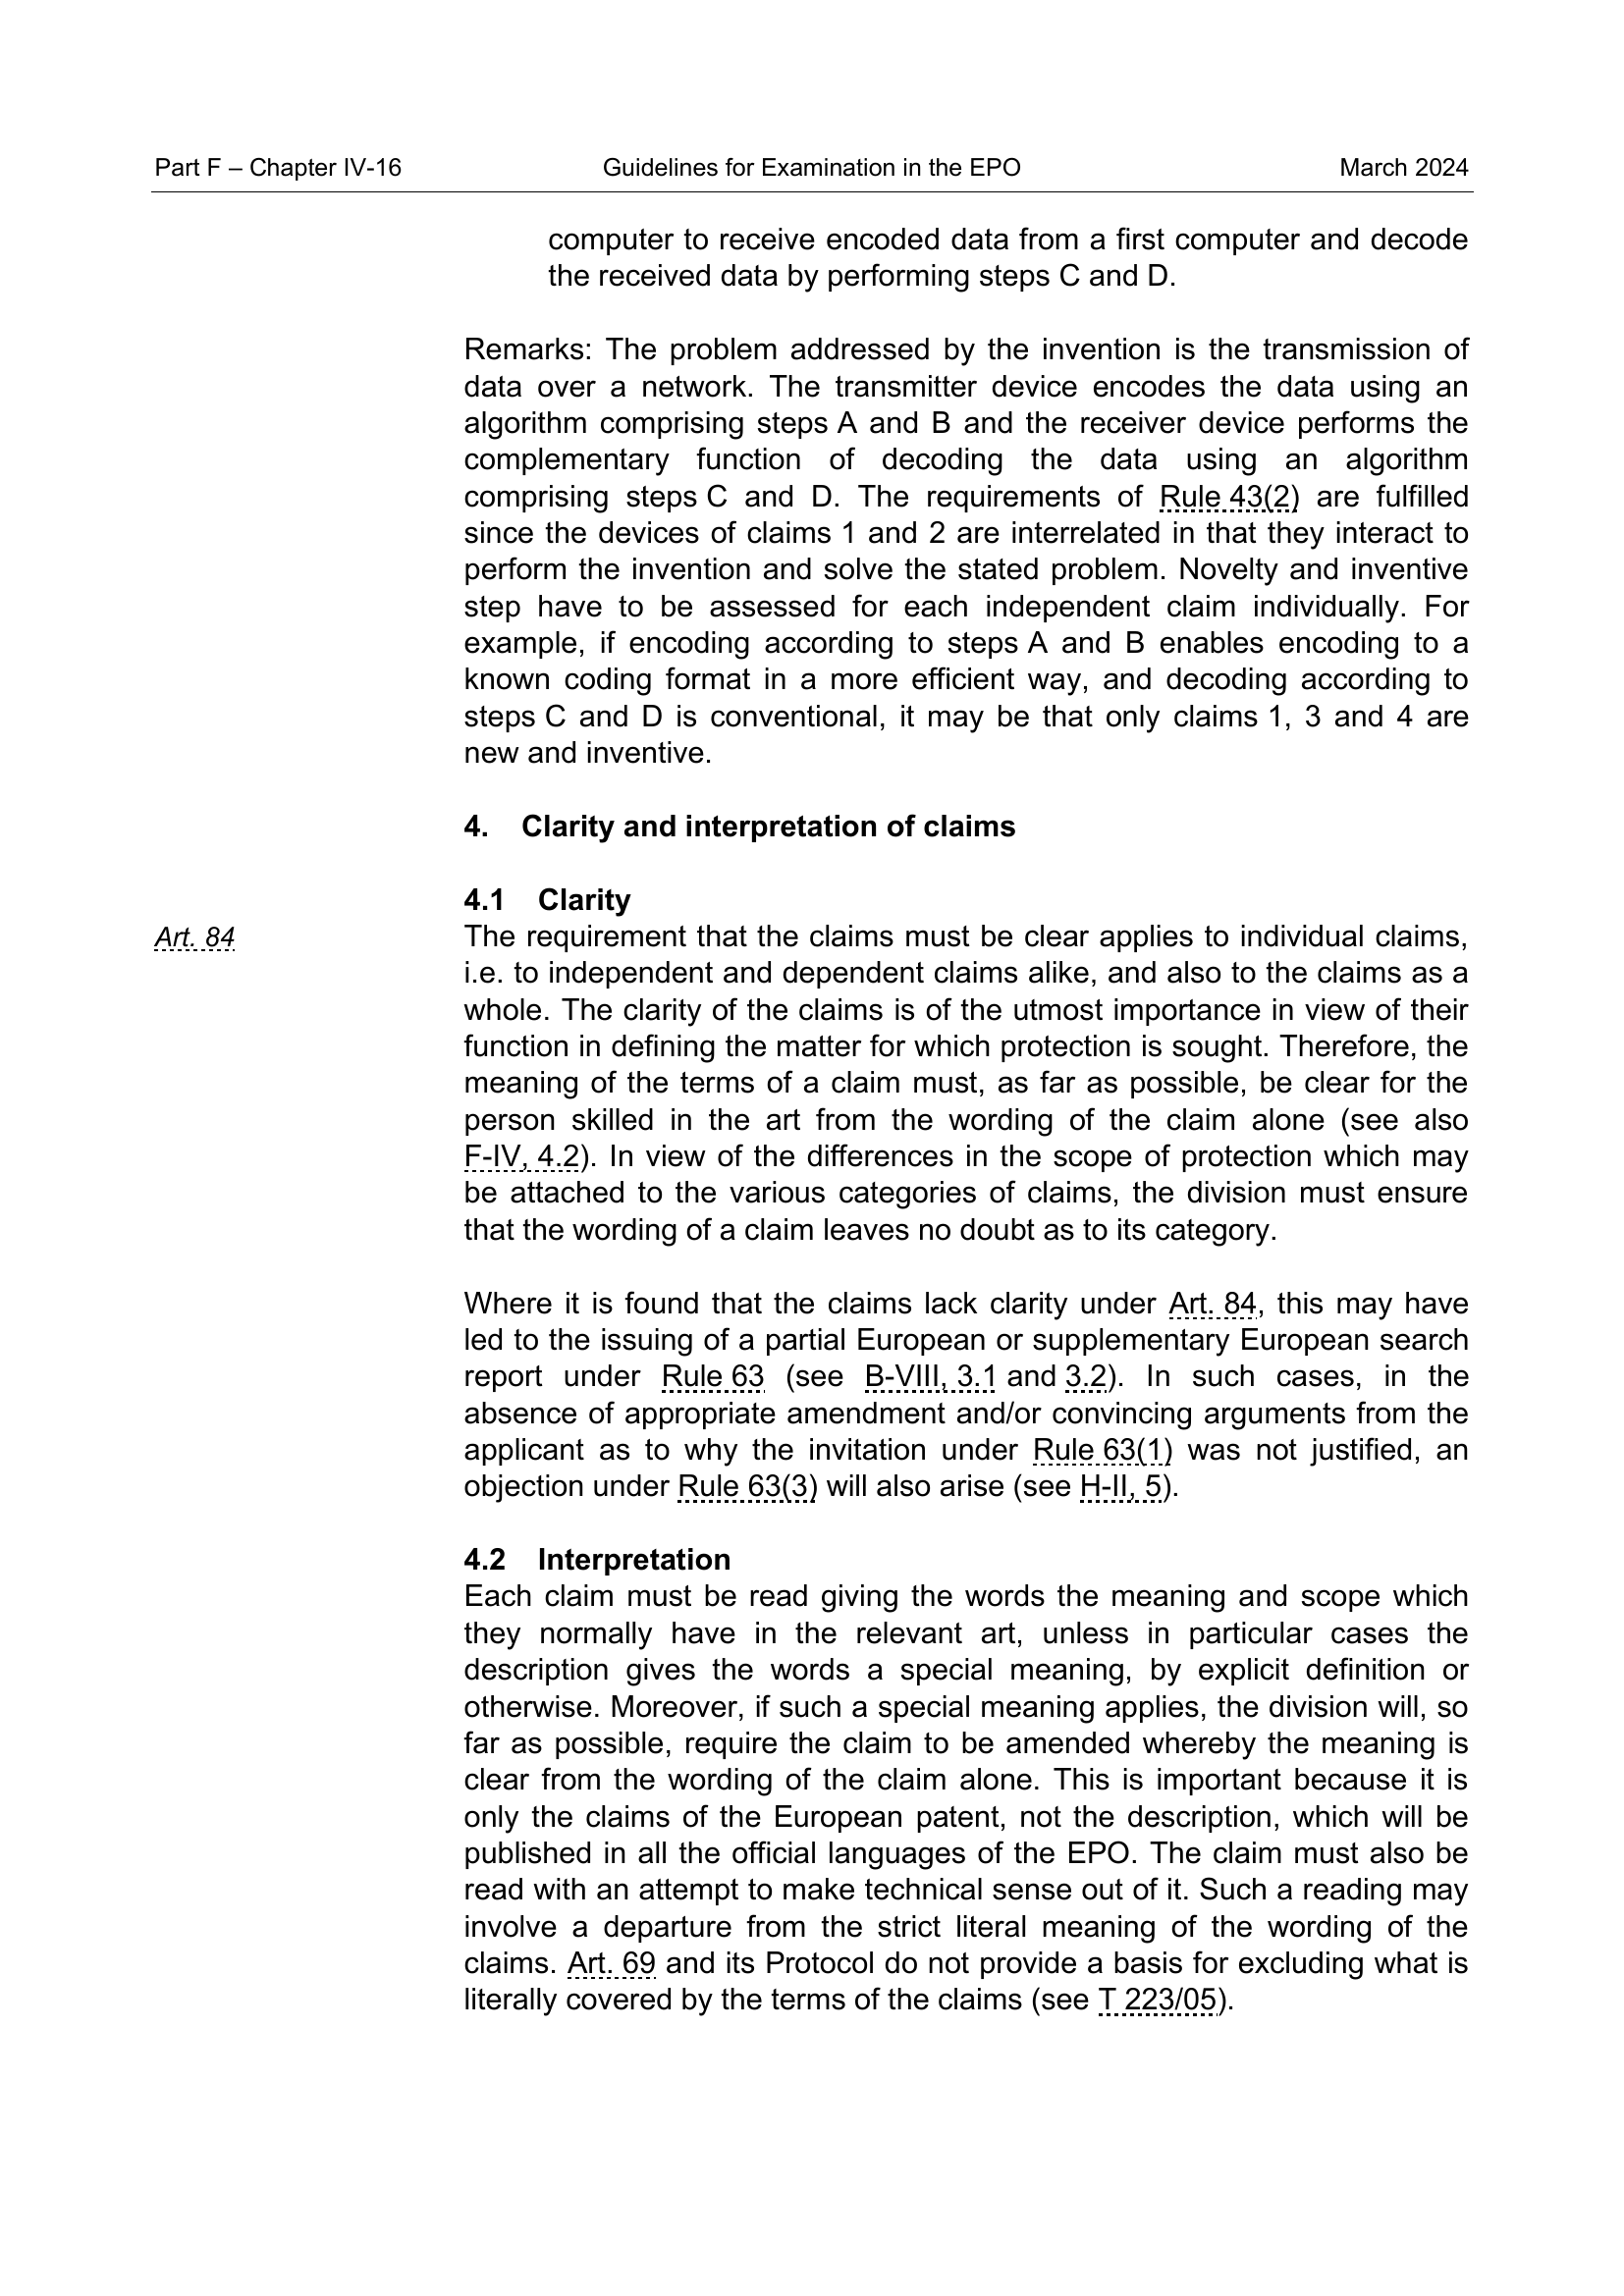 Part F – Chapter IV-16 Guidelines for Examination in the EPO March 2024
computer to receive encoded data from a first computer and decode
the received data by performing steps C and D.
Remarks: The problem addressed by the invention is the transmission of
data over a network. The transmitter device encodes the data using an
algorithm comprising steps A and B and the receiver device performs the
complementary function of decoding the data using an algorithm
comprising steps C and D. The requirements of Rule 43(2) are fulfilled
since the devices of claims 1 and 2 are interrelated in that they interact to
perform the invention and solve the stated problem. Novelty and inventive
step have to be assessed for each independent claim individually. For
example, if encoding according to steps A and B enables encoding to a
known coding format in a more efficient way, and decoding according to
steps C and D is conventional, it may be that only claims 1, 3 and 4 are
new and inventive.
4. Clarity and interpretation of claims
4.1 Clarity
Art. 84
The requirement that the claims must be clear applies to individual claims,
i.e. to independent and dependent claims alike, and also to the claims as a
whole. The clarity of the claims is of the utmost importance in view of their
function in defining the matter for which protection is sought. Therefore, the
meaning of the terms of a claim must, as far as possible, be clear for the
person skilled in the art from the wording of the claim alone (see also
F-IV, 4.2). In view of the differences in the scope of protection which may
be attached to the various categories of claims, the division must ensure
that the wording of a claim leaves no doubt as to its category.
Where it is found that the claims lack clarity under Art. 84, this may have
led to the issuing of a partial European or supplementary European search
report under Rule 63 (see B-VIII, 3.1 and 3.2). In such cases, in the
absence of appropriate amendment and/or convincing arguments from the
applicant as to why the invitation under Rule 63(1) was not justified, an
objection under Rule 63(3) will also arise (see H-II, 5).
4.2 Interpretation
Each claim must be read giving the words the meaning and scope which
they normally have in the relevant art, unless in particular cases the
description gives the words a special meaning, by explicit definition or
otherwise. Moreover, if such a special meaning applies, the division will, so
far as possible, require the claim to be amended whereby the meaning is
clear from the wording of the claim alone. This is important because it is
only the claims of the European patent, not the description, which will be
published in all the official languages of the EPO. The claim must also be
read with an attempt to make technical sense out of it. Such a reading may
involve a departure from the strict literal meaning of the wording of the
claims. Art. 69 and its Protocol do not provide a basis for excluding what is
literally covered by the terms of the claims (see T 223/05).